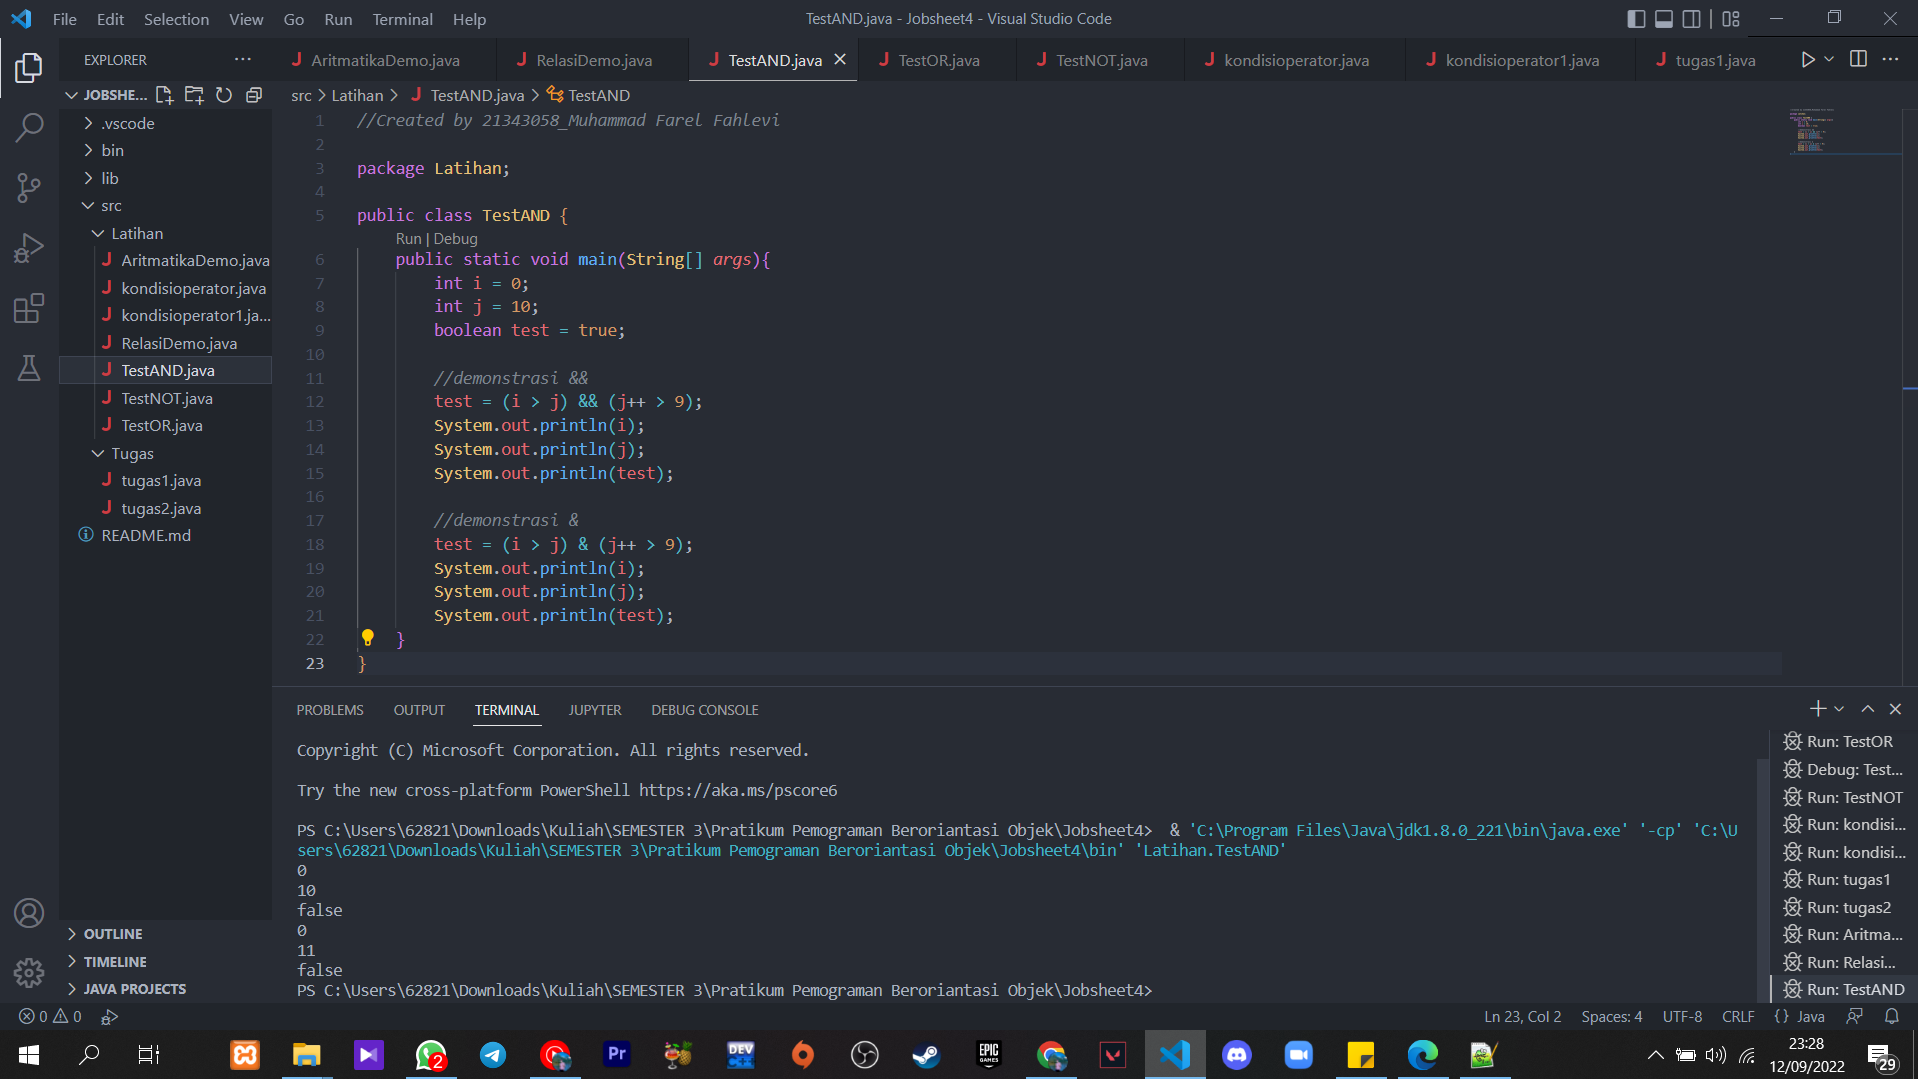 File Edit Selection View Go Run Terminal Help
TestAND.java - Jobsheet4 - Visual Studio Code
EXPLORER
AritmatikaDemo.java RelasiDemo.java TestAND.java TestOR.java TestNOT.java kondisioperator.java kondisioperator1.java tugas1.java
JOBSHE...
.vscode
bin
lib
src
Latihan
AritmatikaDemo.java
kondisioperator.java
kondisioperator1.ja...
RelasiDemo.java
TestAND.java
TestNOT.java
TestOR.java
Tugas
tugas1.java
tugas2.java
README.md
OUTLINE
TIMELINE
JAVA PROJECTS
src > Latihan > TestAND.java > TestAND
1 //Created by 21343058_Muhammad Farel Fahlevi
2
3 package Latihan;
4
5 public class TestAND {
Run | Debug
6 public static void main(String[] args){
7 int i = 0;
8 int j = 10;
9 boolean test = true;
10
11 //demonstrasi &&
12 test = (i > j) && (j++ > 9);
13 System.out.println(i);
14 System.out.println(j);
15 System.out.println(test);
16
17 //demonstrasi &
18 test = (i > j) & (j++ > 9);
19 System.out.println(i);
20 System.out.println(j);
21 System.out.println(test);
22 }
23 }
PROBLEMS OUTPUT TERMINAL JUPYTER DEBUG CONSOLE
Copyright (C) Microsoft Corporation. All rights reserved.
Try the new cross-platform PowerShell https://aka.ms/pscore6
PS C:\Users\62821\Downloads\Kuliah\SEMESTER 3\Pratikum Pemograman Beroriantasi Objek\Jobsheet4> & 'C:\Program Files\Java\jdk1.8.0_221\bin\java.exe' '-cp' 'C:\U
sers\62821\Downloads\Kuliah\SEMESTER 3\Pratikum Pemograman Beroriantasi Objek\Jobsheet4\bin' 'Latihan.TestAND'
0
10
false
0
11
false
PS C:\Users\62821\Downloads\Kuliah\SEMESTER 3\Pratikum Pemograman Beroriantasi Objek\Jobsheet4>
Run: TestOR
Debug: Test...
Run: TestNOT
Run: kondisi...
Run: kondisi...
Run: tugas1
Run: tugas2
Run: Aritma...
Run: Relasi...
Run: TestAND
0 0
Ln 23, Col 2 Spaces: 4 UTF-8 CRLF {} Java
2 Pr DEV C++ EPIC GAMES
23:28
12/09/2022
29